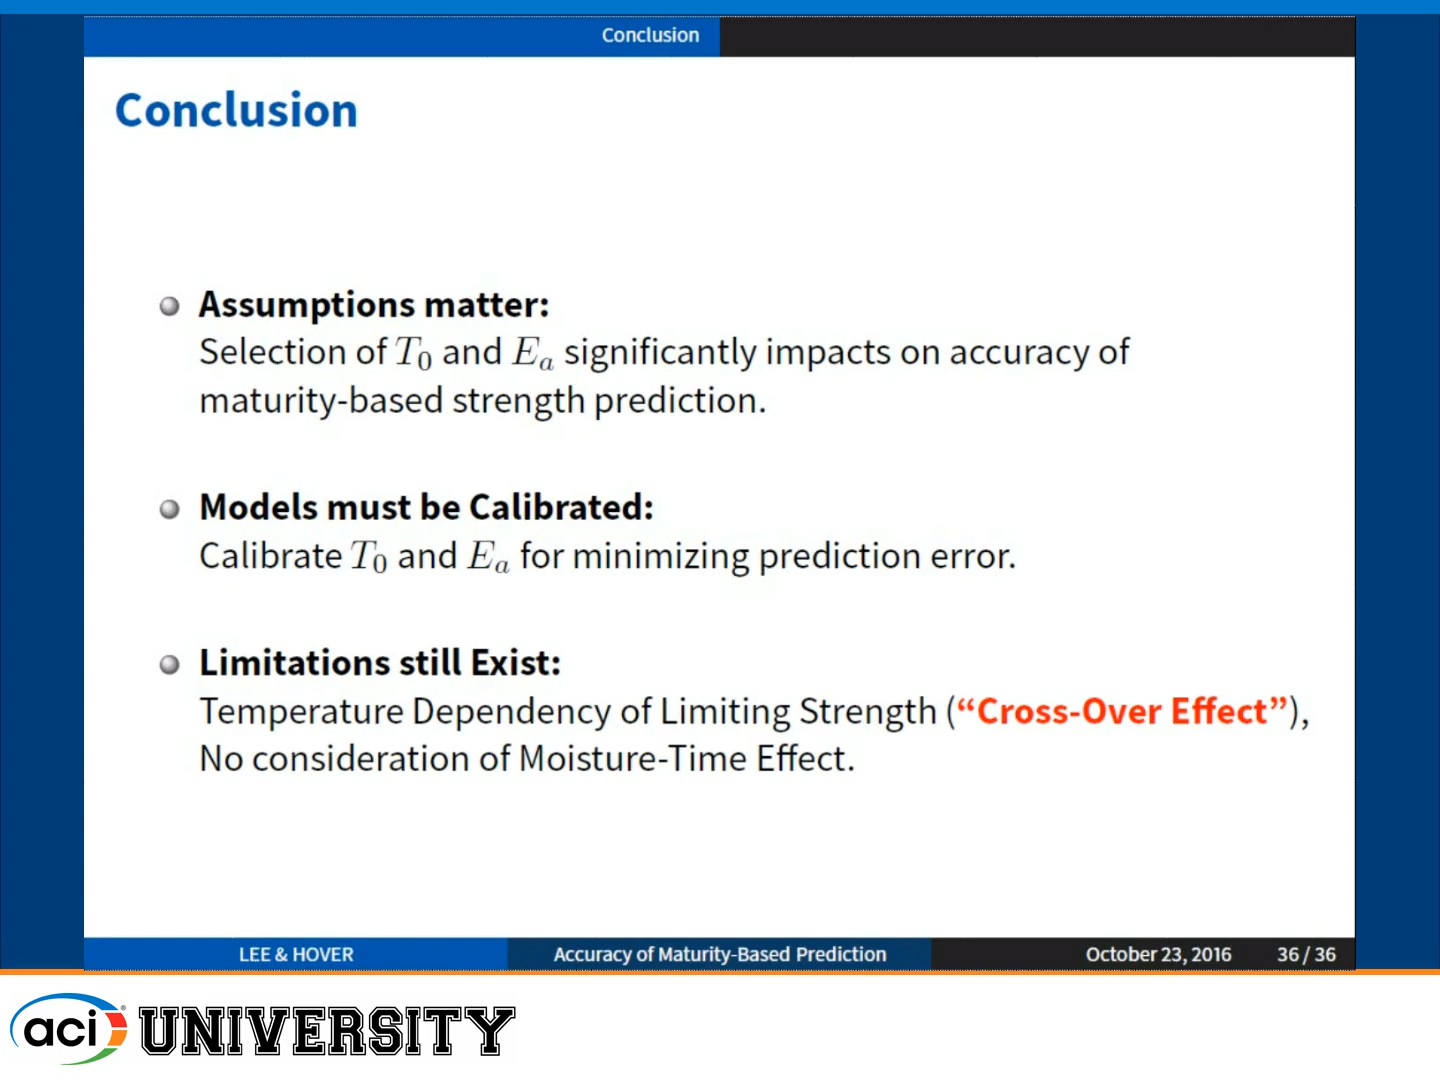 Conclusion
Conclusion
Assumptions matter:
Selection of T₀ and Eₐ significantly impacts on accuracy of
maturity-based strength prediction.
Models must be Calibrated:
Calibrate T₀ and Eₐ for minimizing prediction error.
Limitations still Exist:
Temperature Dependency of Limiting Strength (“Cross-Over Effect”),
No consideration of Moisture-Time Effect.
LEE & HOVER Accuracy of Maturity-Based Prediction October 23, 2016 36 / 36
aci UNIVERSITY